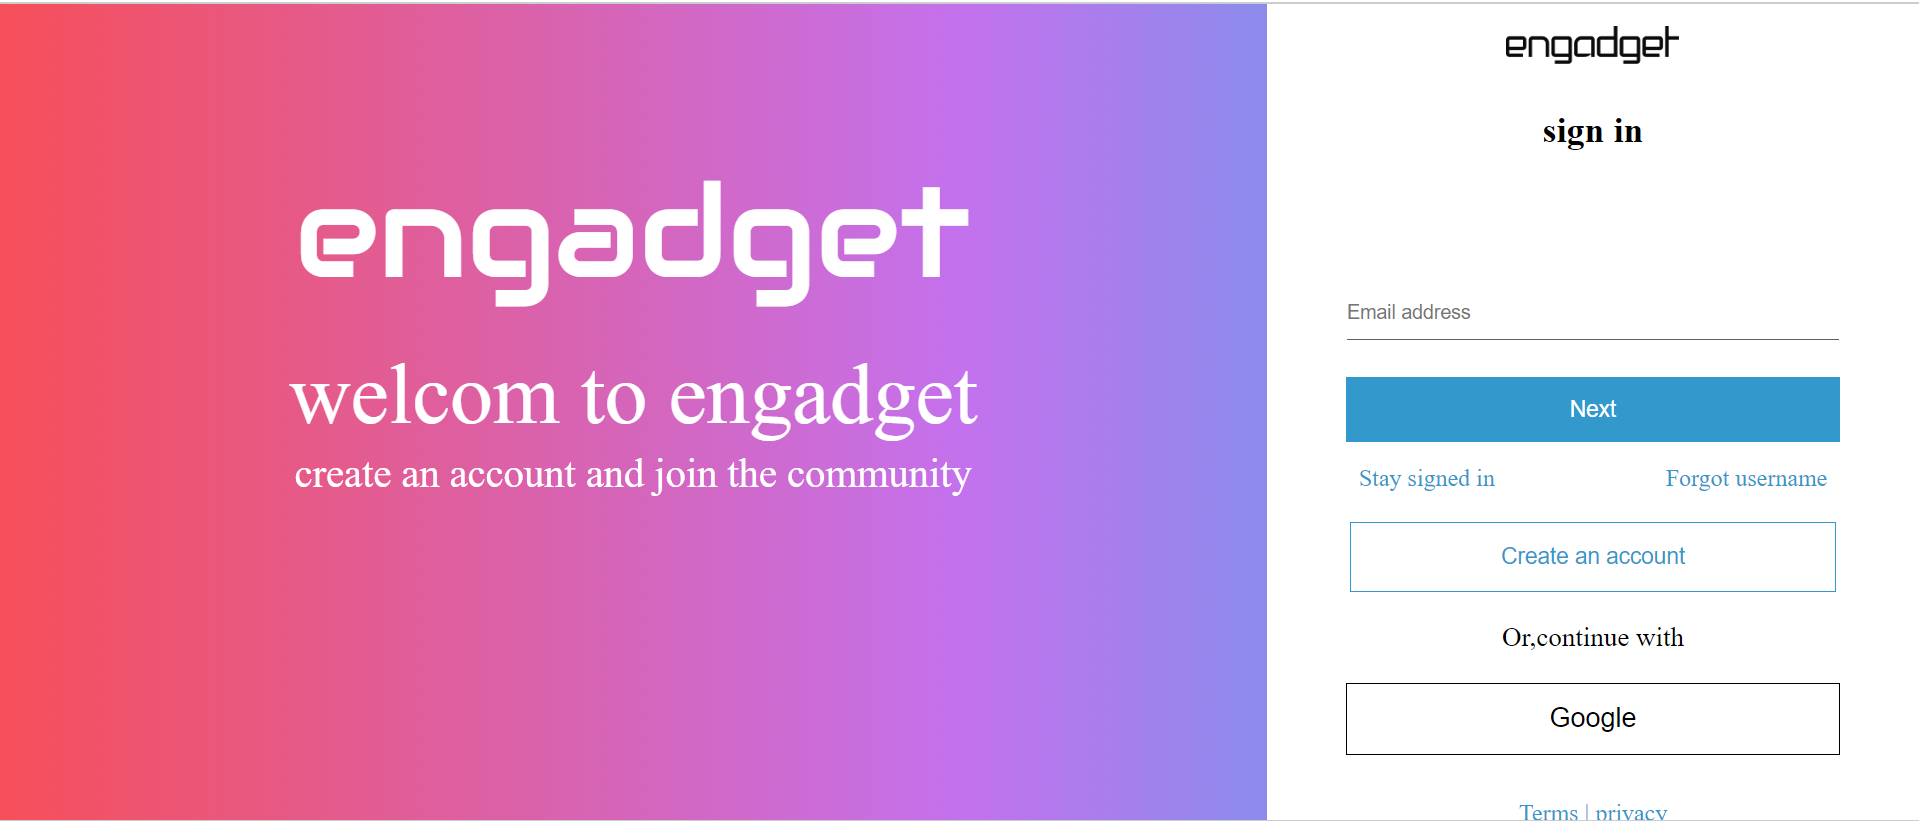 engadget
welcom to engadget
create an account and join the community
engadget
sign in
Email address
Next
Stay signed in Forgot username
Create an account
Or,continue with
Google
Terms | privacy